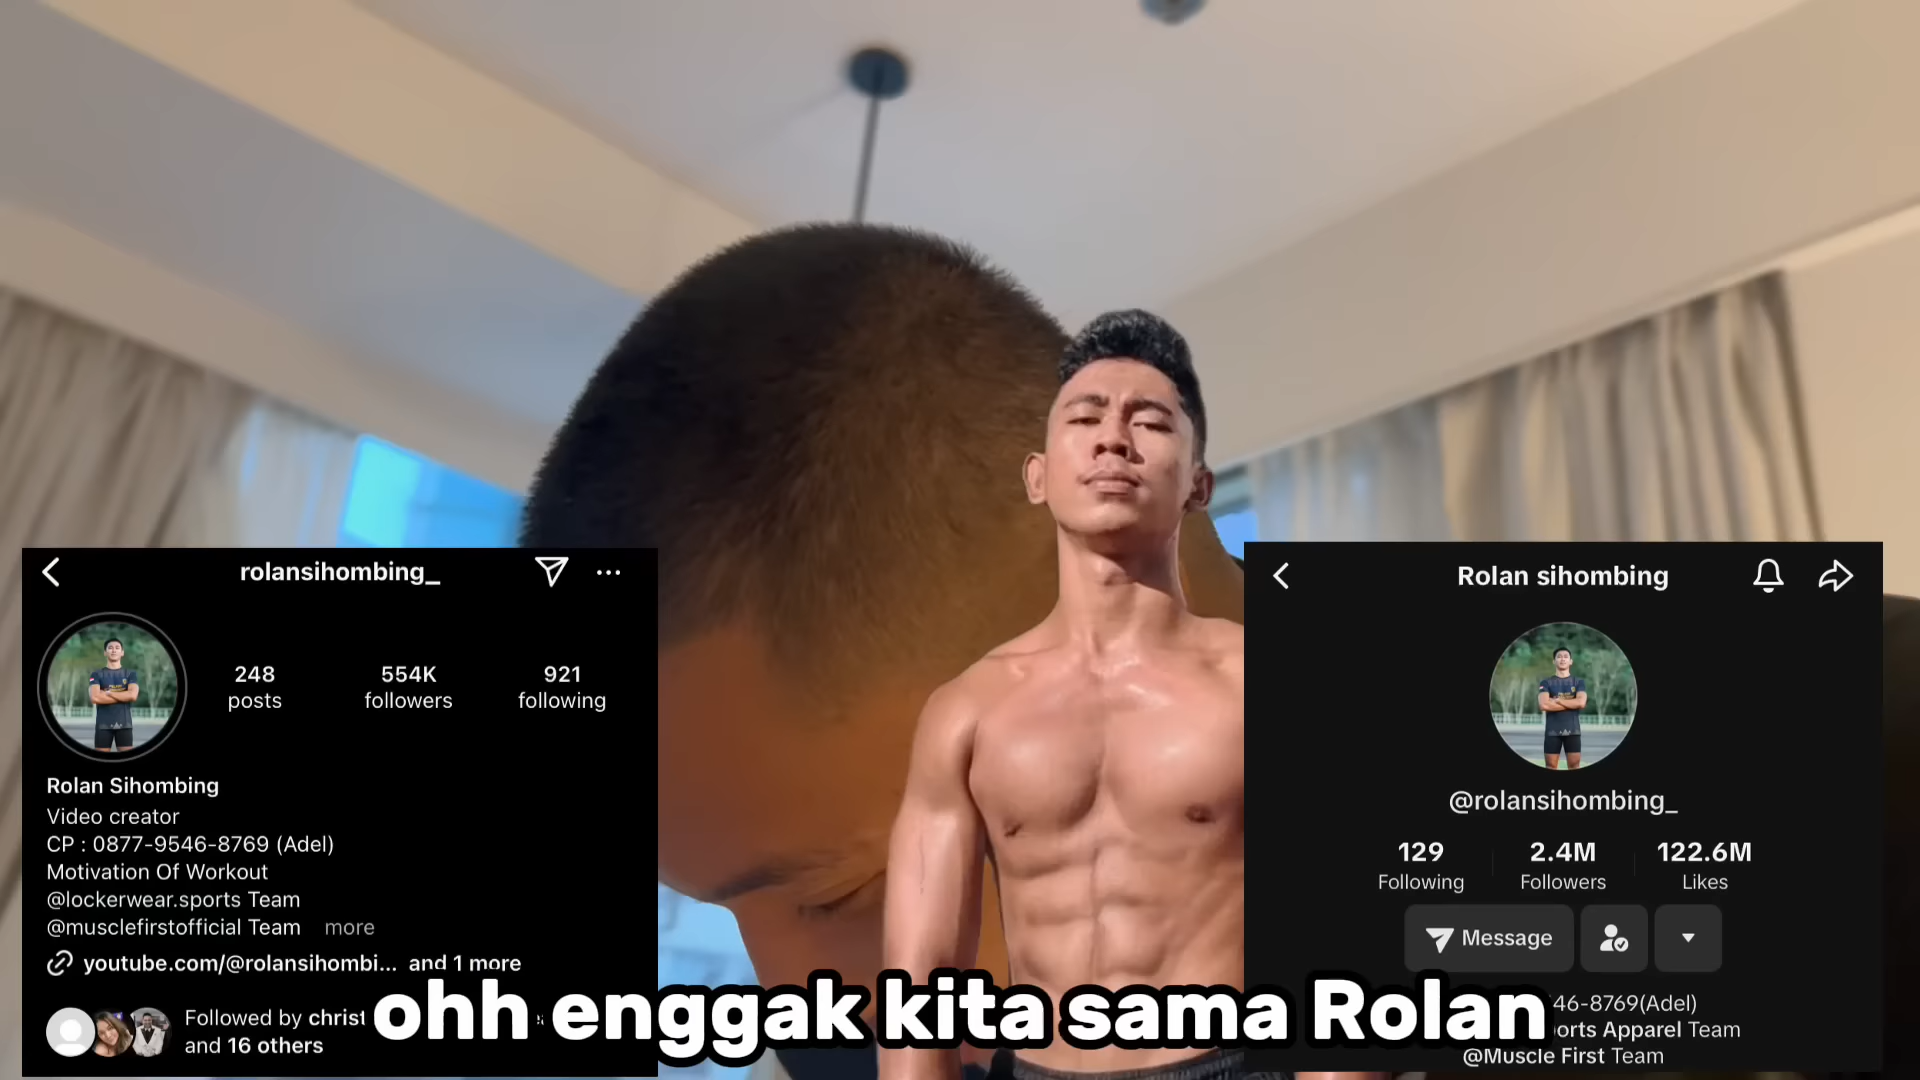 rolansihombing_
248 554K 921
posts followers following
Rolan Sihombing
Video creator
CP : 0877-9546-8769 (Adel)
Motivation Of Workout
@lockerwear.sports Team
@musclefirstofficial Team more
youtube.com/@rolansihombi... and 1 more
Followed by
and 16 others
Rolan sihombing
@rolansihombing_
129 2.4M 122.6M
Following Followers Likes
Message
46-8769(Adel)
Apparel Team
@Muscle First Team
ohh enggak kita sama Rolan